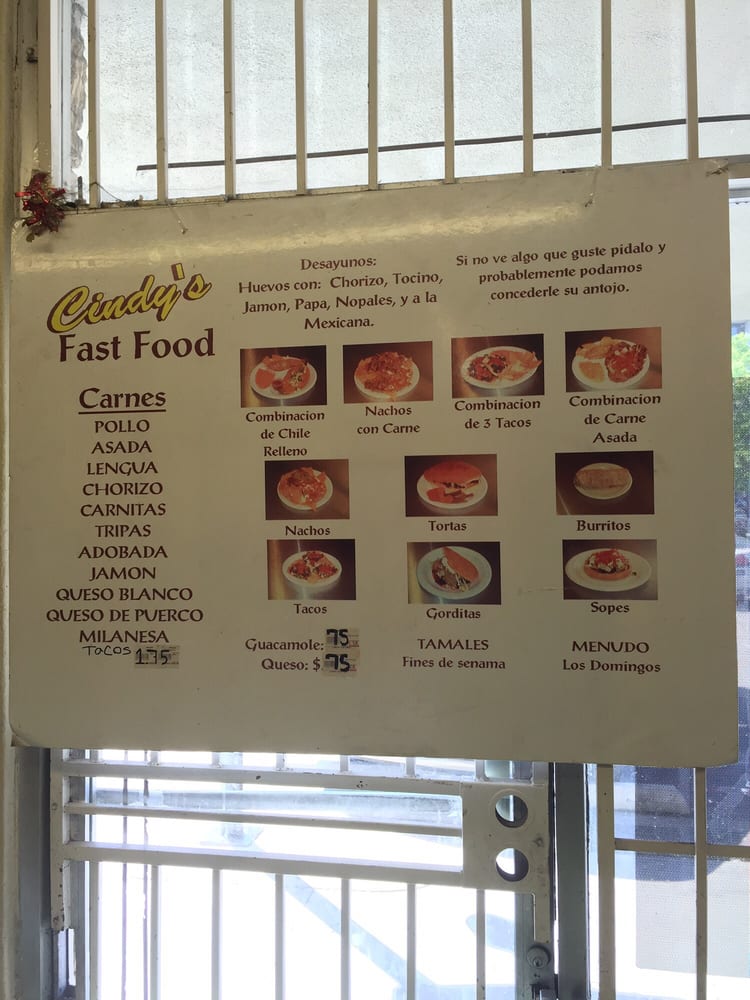 Cindy's
Fast Food
Carnes
POLLO
ASADA
LENGUA
CHORIZO
CARNITAS
TRIPAS
ADOBADA
JAMON
QUESO BLANCO
QUESO DE PUERCO
MILANESA
TACOS 1.75
Desayunos:
Huevos con: Chorizo, Tocino,
Jamon, Papa, Nopales, y a la
Mexicana.
Si no ve algo que guste pidalo y
probablemente podamos
concederle su antojo.
Combinacion
de Chile
Relleno
Nachos
con Carne
Combinacion
de 3 Tacos
Combinacion
de Carne
Asada
Nachos
Tortas
Burritos
Tacos
Gorditas
Sopes
Guacamole: 75
Queso: $ 75
TAMALES
Fines de senama
MENUDO
Los Domingos